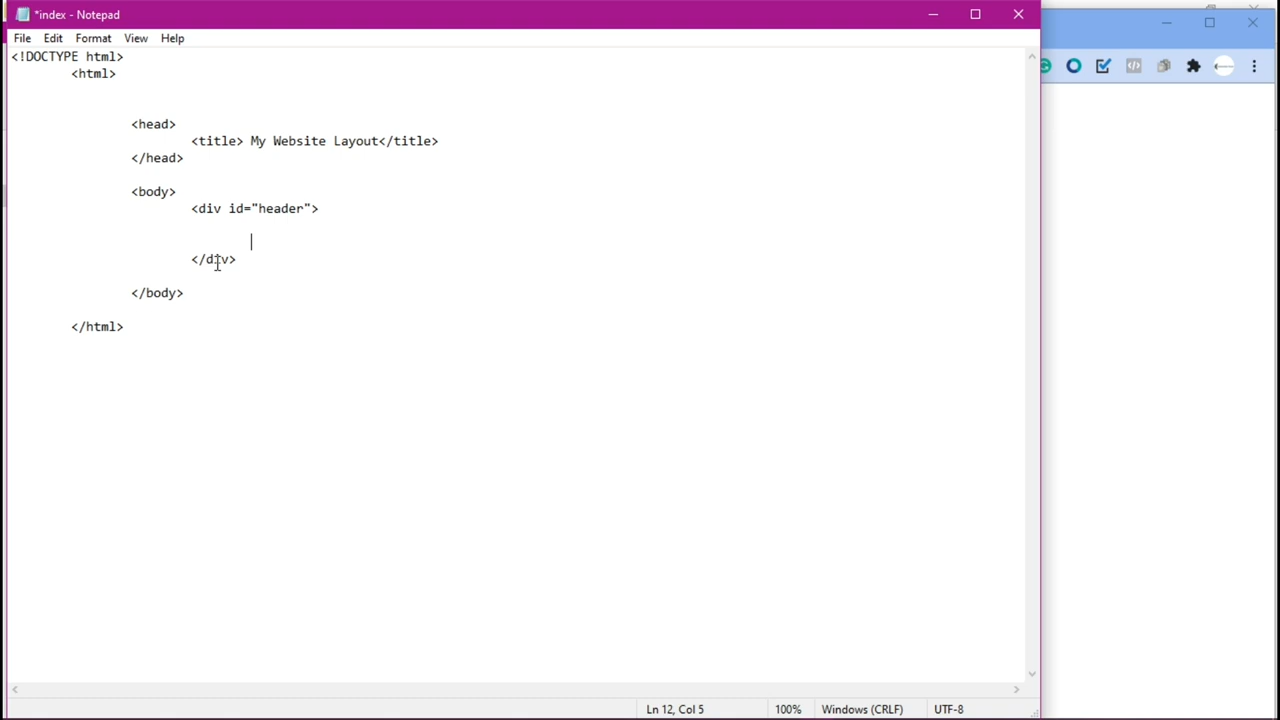 *index - Notepad
File Edit Format View Help
<!DOCTYPE html>
<html>
<head>
<title> My Website Layout</title>
</head>
<body>
<div id="header">
</div>
</body>
</html>
Ln 12, Col 5 100% Windows (CRLF) UTF-8